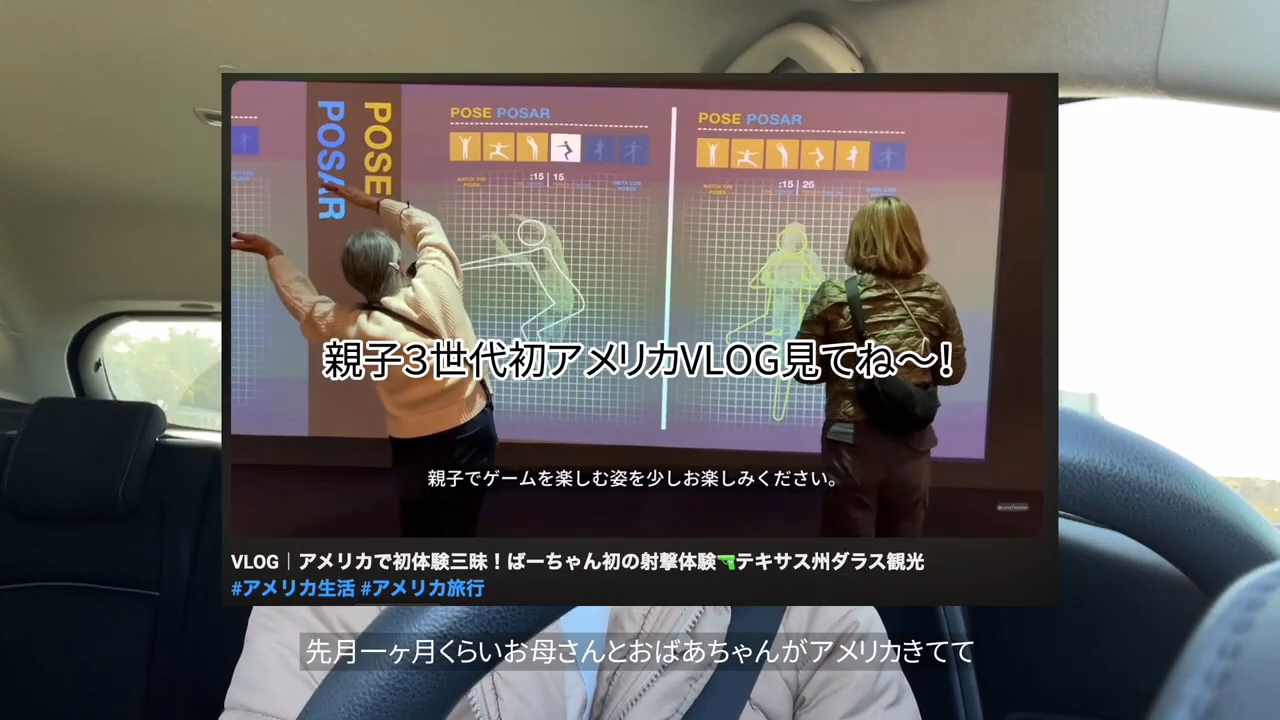 POSAR
POSE
POSE POSAR
:15 | 15
POSE POSAR
:15 | 25
MATCH THE POSES
MATCH THE POSES
親子3世代初アメリカVLOG見てね〜!
親子でゲームを楽しむ姿を少しお楽しみください。
VLOG｜アメリカで初体験三昧！ばーちゃん初の射撃体験🔫テキサス州ダラス観光
#アメリカ生活 #アメリカ旅行
先月一ヶ月くらいお母さんとおばあちゃんがアメリカきてて